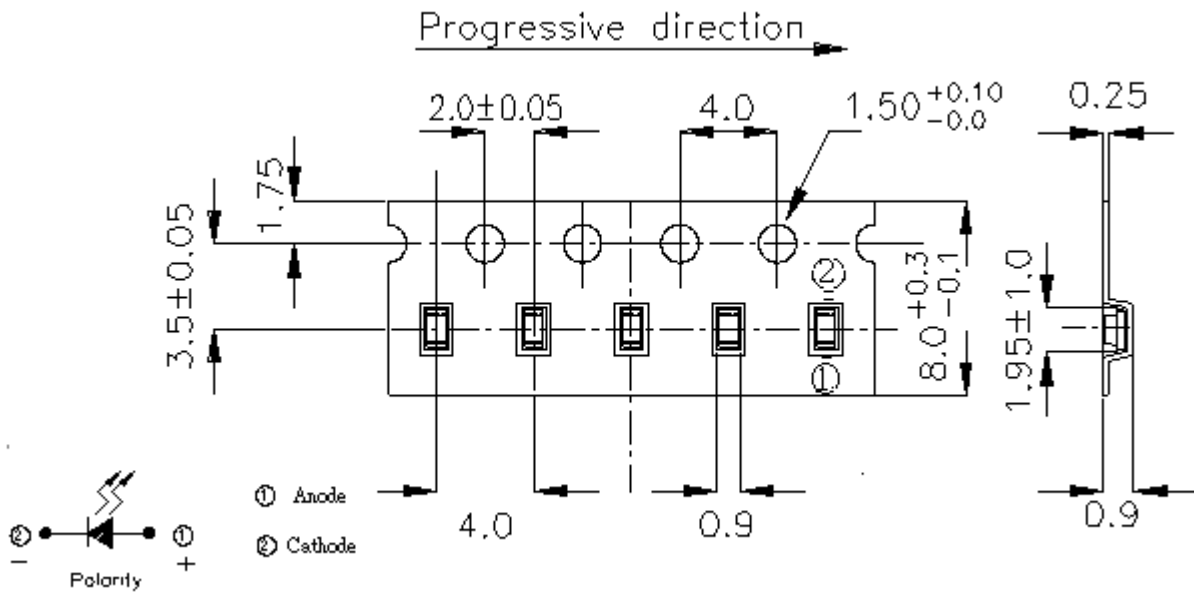 Progressive direction
2.0±0.05
4.0
1.50 +0.10 -0.0
0.25
1.75
3.5±0.05
②
8.0 +0.3 -0.1
1.95±1.0
①
4.0
0.9
0.9
① Anode
② Cathode
② ①
− +
Polarity